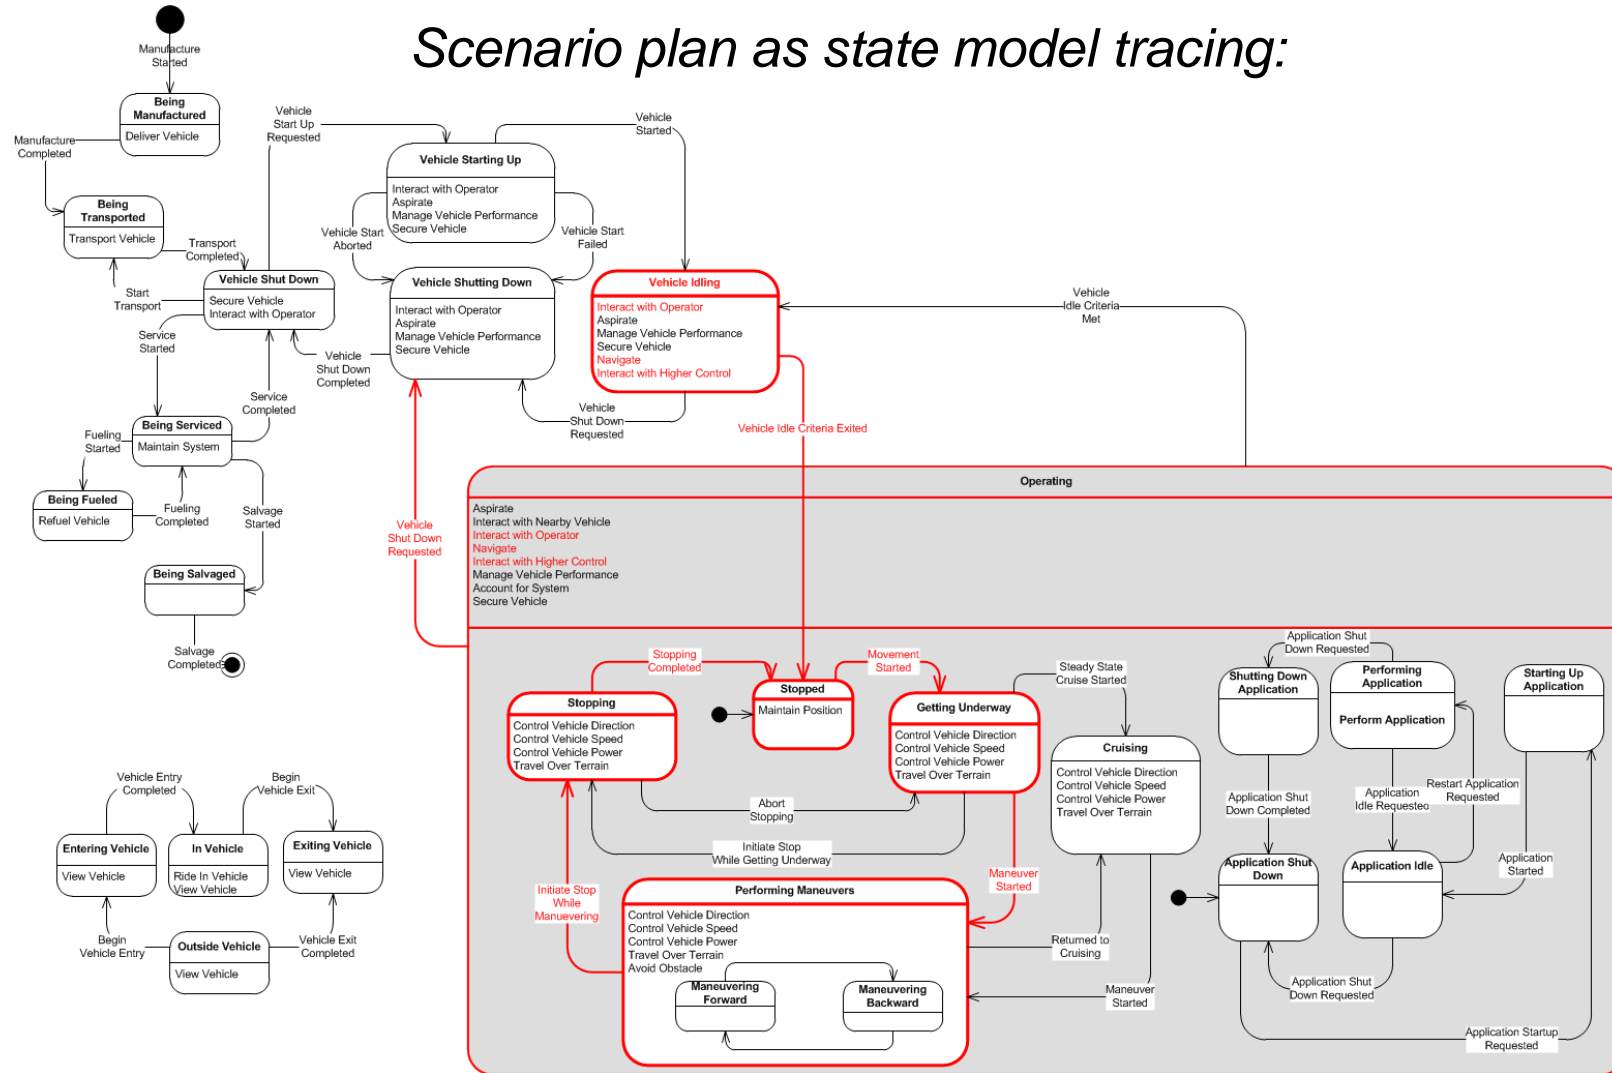 Scenario plan as state model tracing:
Manufacture
Started
Being
Manufactured
Deliver Vehicle
Manufacture
Completed
Being
Transported
Transport Vehicle
Transport
Completed
Start
Transport
Vehicle
Start Up
Requested
Vehicle Shut Down
Secure Vehicle
Interact with Operator
Service
Started
Service
Completed
Being Serviced
Maintain System
Fueling
Started
Being Fueled
Refuel Vehicle
Fueling
Completed
Salvage
Started
Being Salvaged
Salvage
Completed
Vehicle Starting Up
Interact with Operator
Aspirate
Manage Vehicle Performance
Secure Vehicle
Vehicle Start
Aborted
Vehicle Start
Failed
Vehicle
Started
Vehicle Shutting Down
Interact with Operator
Aspirate
Manage Vehicle Performance
Secure Vehicle
Vehicle
Shut Down
Completed
Vehicle Idling
Interact with Operator
Aspirate
Manage Vehicle Performance
Secure Vehicle
Navigate
Interact with Higher Control
Vehicle
Shut Down
Requested
Vehicle
Idle Criteria
Met
Vehicle Idle Criteria Exited
Vehicle
Shut Down
Requested
Operating
Aspirate
Interact with Nearby Vehicle
Interact with Operator
Navigate
Interact with Higher Control
Manage Vehicle Performance
Account for System
Secure Vehicle
Stopping
Completed
Movement
Started
Steady State
Cruise Started
Stopping
Control Vehicle Direction
Control Vehicle Speed
Control Vehicle Power
Travel Over Terrain
Stopped
Maintain Position
Getting Underway
Control Vehicle Direction
Control Vehicle Speed
Control Vehicle Power
Travel Over Terrain
Cruising
Control Vehicle Direction
Control Vehicle Speed
Control Vehicle Power
Travel Over Terrain
Abort
Stopping
Initiate Stop
While Getting Underway
Initiate Stop
While
Manuevering
Maneuver
Started
Performing Maneuvers
Control Vehicle Direction
Control Vehicle Speed
Control Vehicle Power
Travel Over Terrain
Avoid Obstacle
Maneuvering
Forward
Maneuvering
Backward
Returned to
Cruising
Maneuver
Started
Application Shut
Down Requested
Shutting Down
Application
Performing
Application
Perform Application
Starting Up
Application
Application Shut
Down Completed
Application
Idle Requested
Restart Application
Requested
Application Shut
Down
Application Idle
Application
Started
Application Shut
Down Requested
Application Startup
Requested
Vehicle Entry
Completed
Begin
Vehicle Exit
Entering Vehicle
View Vehicle
In Vehicle
Ride In Vehicle
View Vehicle
Exiting Vehicle
View Vehicle
Begin
Vehicle Entry
Outside Vehicle
View Vehicle
Vehicle Exit
Completed